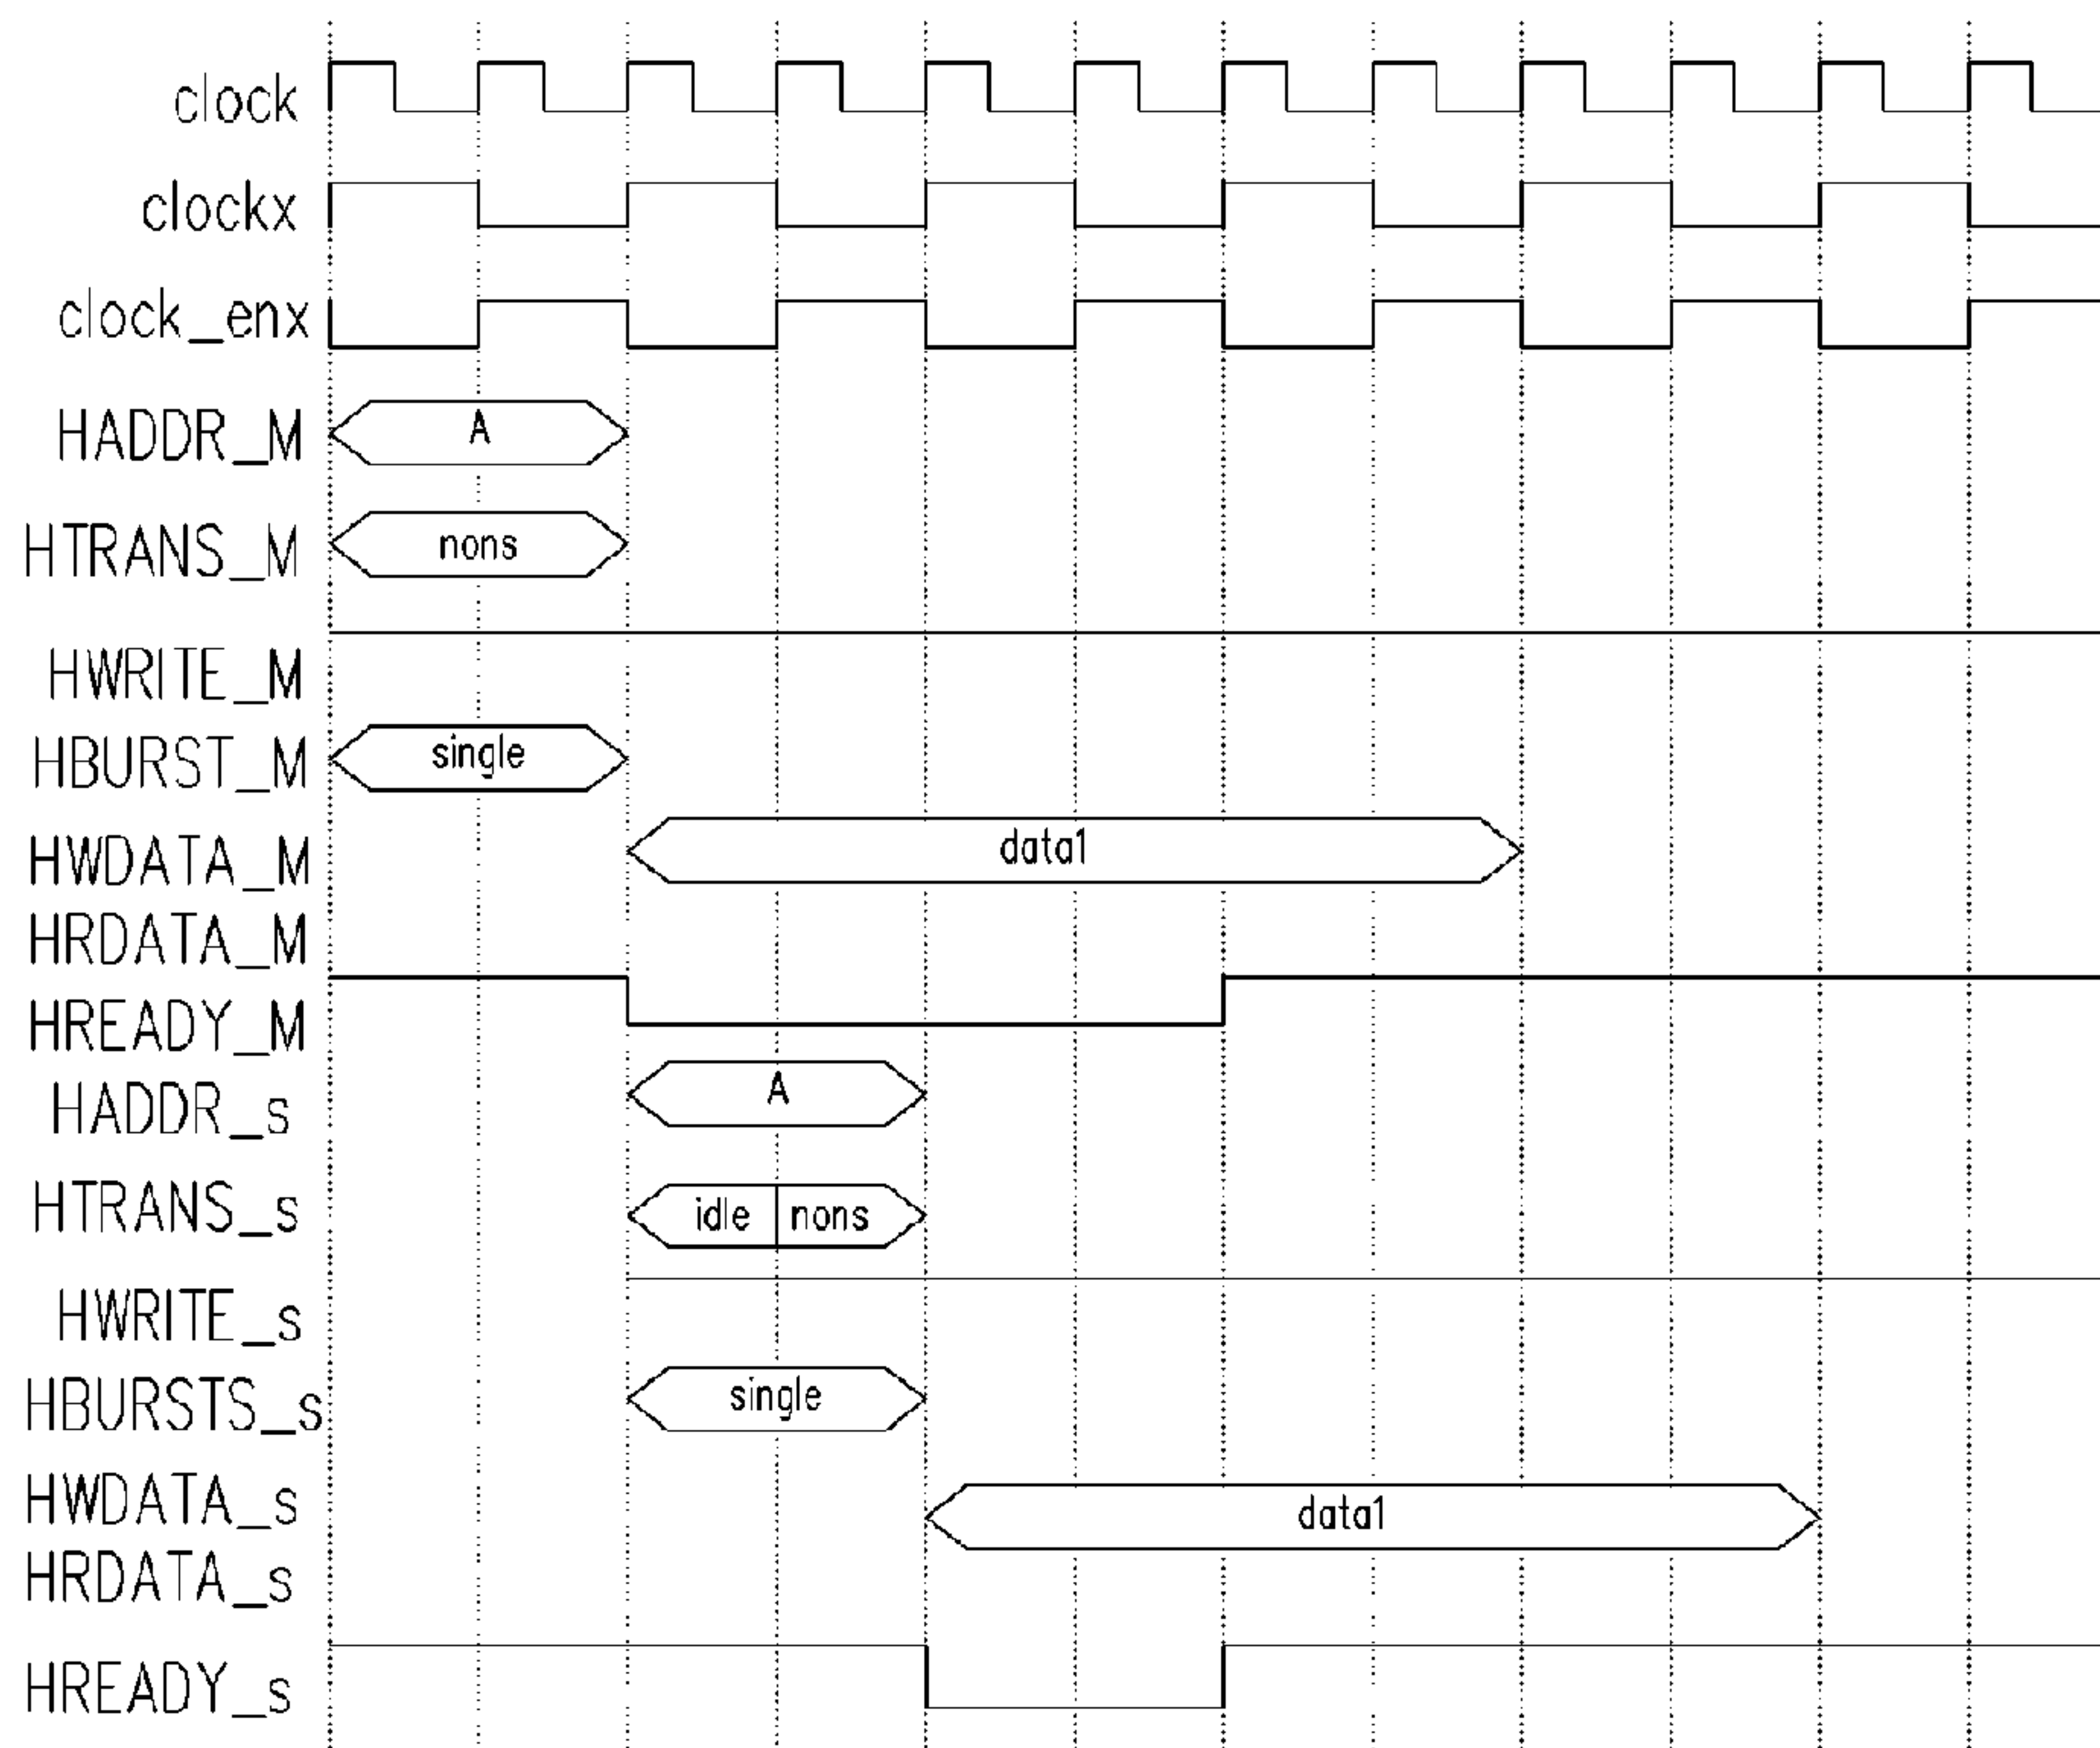 clock
clockx
clock_enx
HADDR_M A
HTRANS_M nons
HWRITE_M
HBURST_M single
HWDATA_M data1
HRDATA_M
HREADY_M
HADDR_s A
HTRANS_s idle nons
HWRITE_s
HBURSTS_s single
HWDATA_s data1
HRDATA_s
HREADY_s